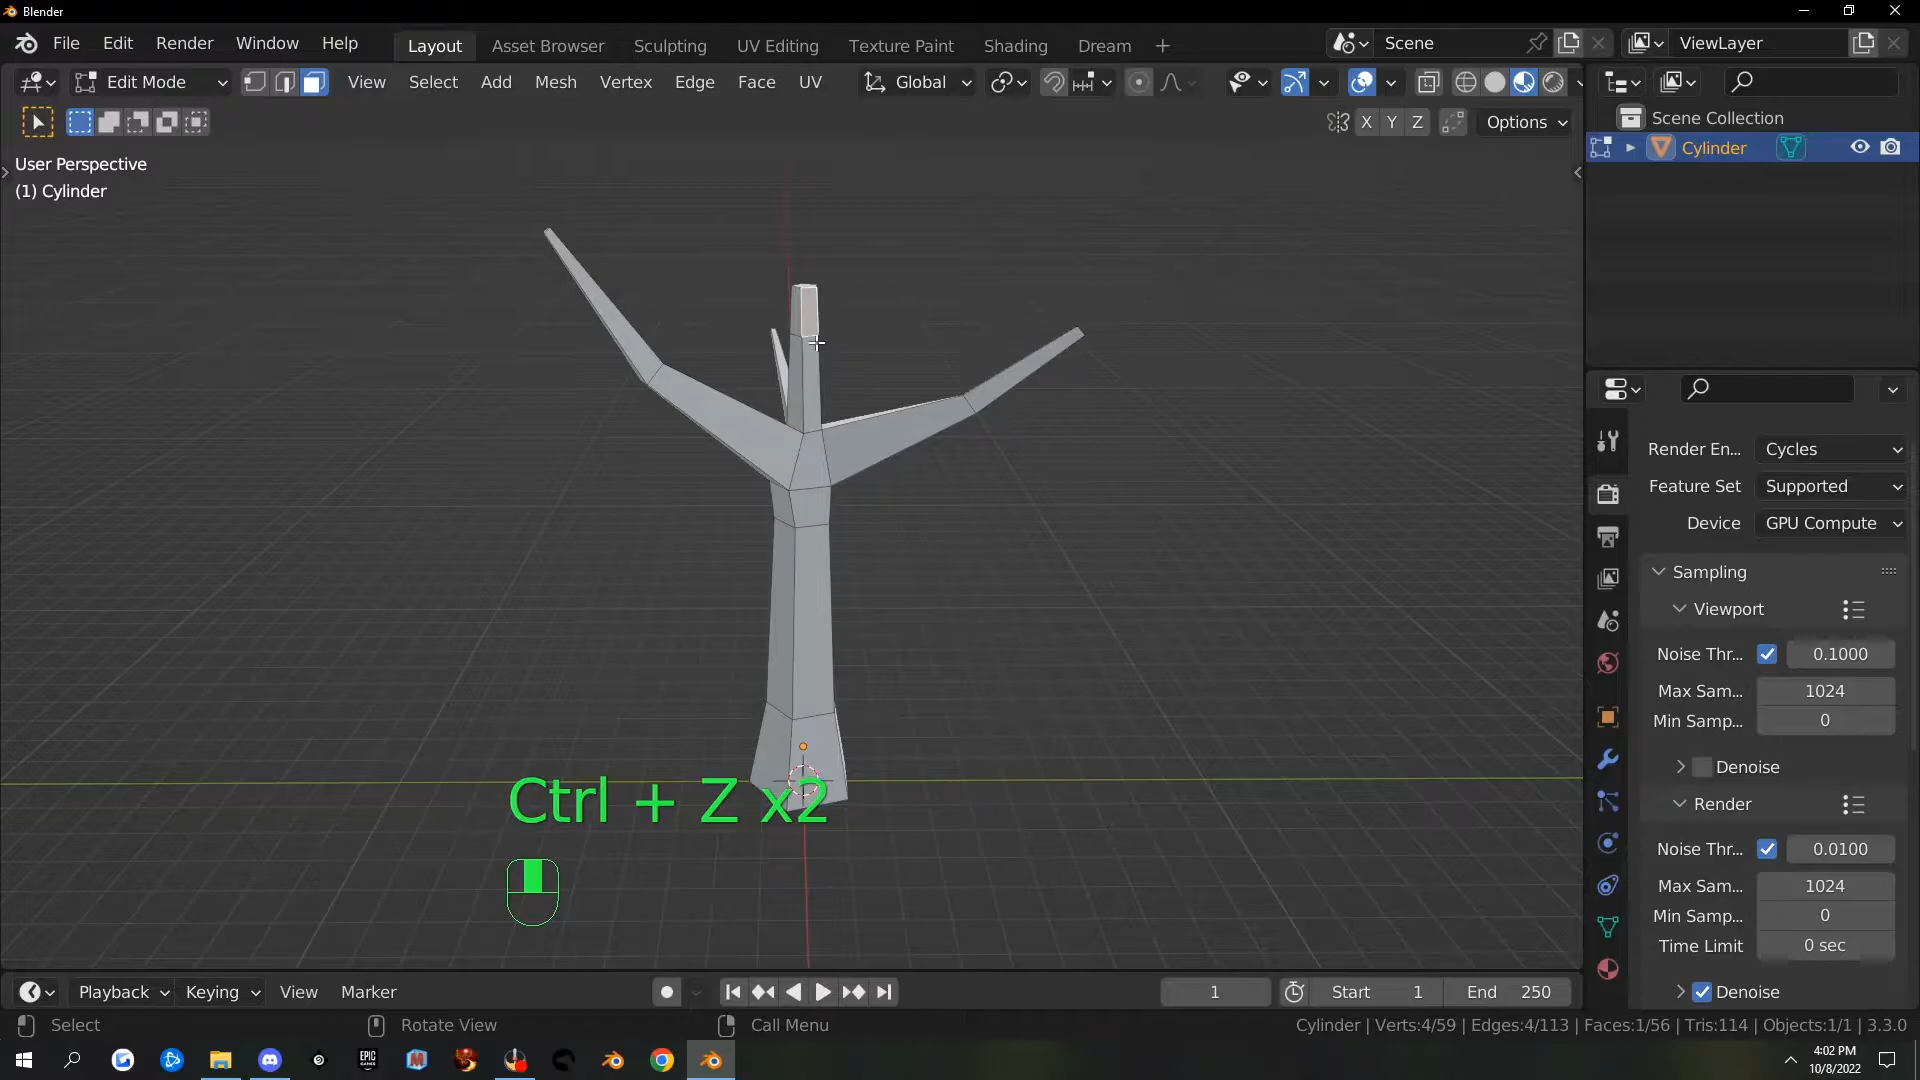 Blender
File Edit Render Window Help Layout Asset Browser Sculpting UV Editing Texture Paint Shading Dream Scene ViewLayer
Edit Mode View Select Add Mesh Vertex Edge Face UV Global
X Y Z Options
User Perspective
(1) Cylinder
Scene Collection
Cylinder
Render En... Cycles
Feature Set Supported
Device GPU Compute
Sampling
Viewport
Noise Thr... 0.1000
Max Sam... 1024
Min Samp... 0
Denoise
Render
Noise Thr... 0.0100
Max Sam... 1024
Min Samp... 0
Time Limit 0 sec
Denoise
Ctrl + Z x2
Playback Keying View Marker 1 Start 1 End 250
Select Rotate View Call Menu Cylinder | Verts:4/59 | Edges:4/113 | Faces:1/56 | Tris:114 | Objects:1/1 | 3.3.0
EPIC GAMES
4:02 PM
10/8/2022